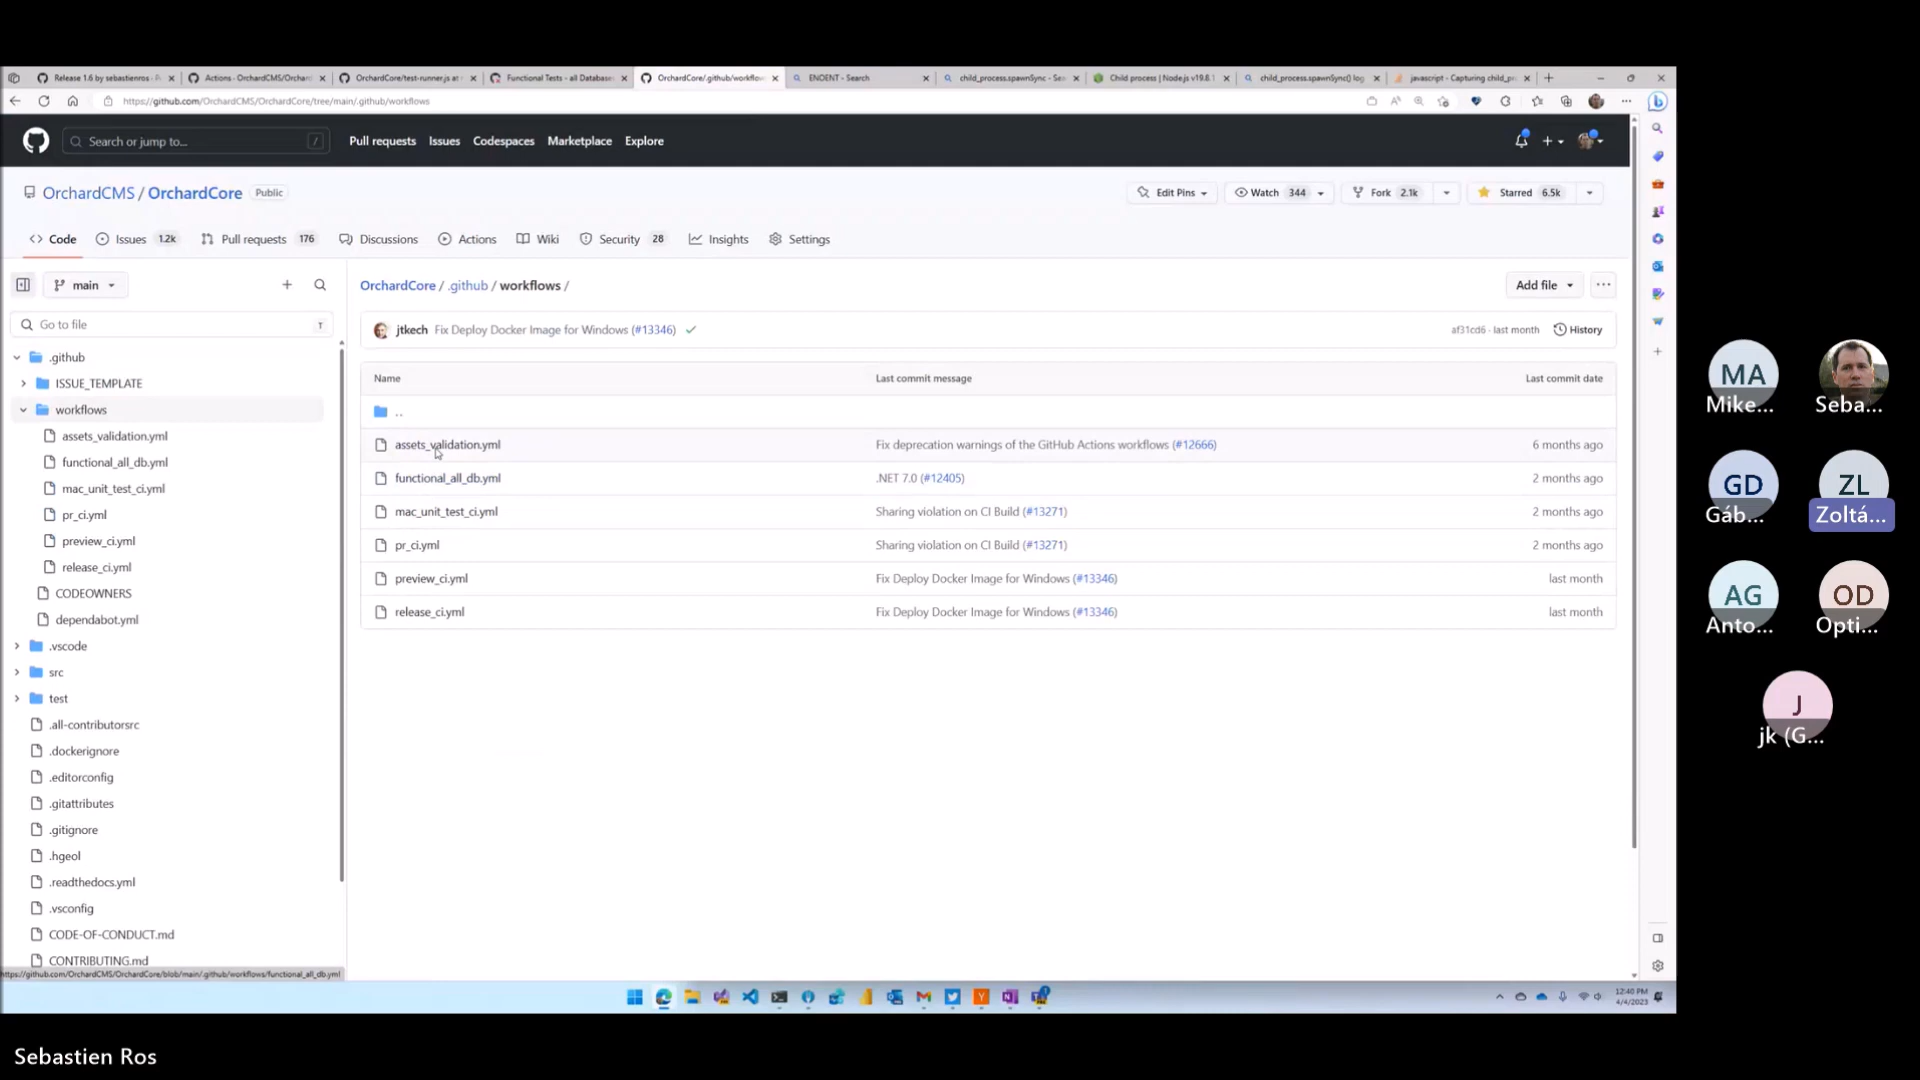 Release 1.6 by sebastienros · P
Actions · OrchardCMS/Orchard
OrchardCore/test-runner.js at
Functional Tests - all Database
OrchardCore/.github/workflow
ENDENT - Search
child_process.spawnSync - Sea
Child process | Node.js v19.8.1
child_process.spawnSync() log
javascript - Capturing child_pr
https://github.com/OrchardCMS/OrchardCore/tree/main/.github/workflows
Search or jump to...
/
Pull requests
Issues
Codespaces
Marketplace
Explore
OrchardCMS / OrchardCore
Public
Edit Pins
Watch 344
Fork 2.1k
Starred 6.5k
Code
Issues 1.2k
Pull requests 176
Discussions
Actions
Wiki
Security 28
Insights
Settings
main
OrchardCore / .github / workflows /
Add file
Go to file
T
jtkech Fix Deploy Docker Image for Windows (#13346)
af31cd6 · last month
History
.github
ISSUE_TEMPLATE
workflows
assets_validation.yml
functional_all_db.yml
mac_unit_test_ci.yml
pr_ci.yml
preview_ci.yml
release_ci.yml
CODEOWNERS
dependabot.yml
.vscode
src
test
.all-contributorsrc
.dockerignore
.editorconfig
.gitattributes
.gitignore
.hgeol
.readthedocs.yml
.vsconfig
CODE-OF-CONDUCT.md
CONTRIBUTING.md
https://github.com/OrchardCMS/OrchardCore/blob/main/.github/workflows/functional_all_db.yml
Name
Last commit message
Last commit date
..
assets_validation.yml
Fix deprecation warnings of the GitHub Actions workflows (#12666)
6 months ago
functional_all_db.yml
.NET 7.0 (#12405)
2 months ago
mac_unit_test_ci.yml
Sharing violation on CI Build (#13271)
2 months ago
pr_ci.yml
Sharing violation on CI Build (#13271)
2 months ago
preview_ci.yml
Fix Deploy Docker Image for Windows (#13346)
last month
release_ci.yml
Fix Deploy Docker Image for Windows (#13346)
last month
12:40 PM
4/4/2023
MA
Mike...
Seba...
GD
Gáb...
ZL
Zoltá...
AG
Anto...
OD
Opti...
J
jk (G...
Sebastien Ros